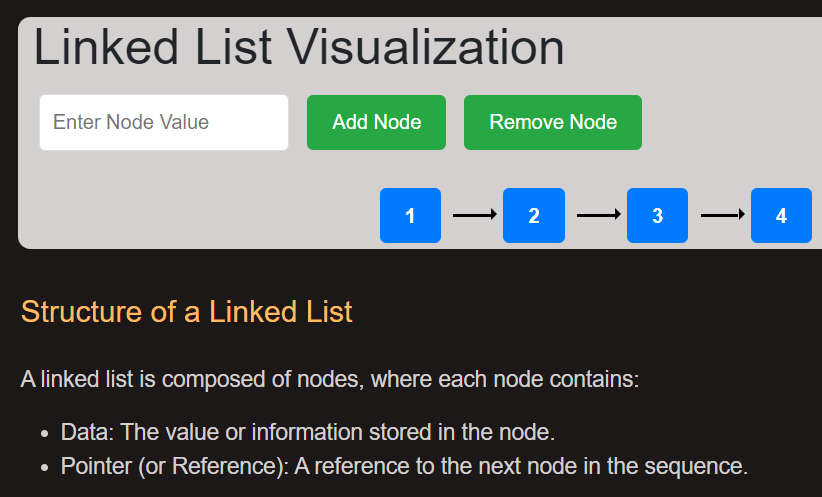 Linked List Visualization
Enter Node Value Add Node Remove Node
1 2 3 4
Structure of a Linked List
A linked list is composed of nodes, where each node contains:
• Data: The value or information stored in the node.
• Pointer (or Reference): A reference to the next node in the sequence.